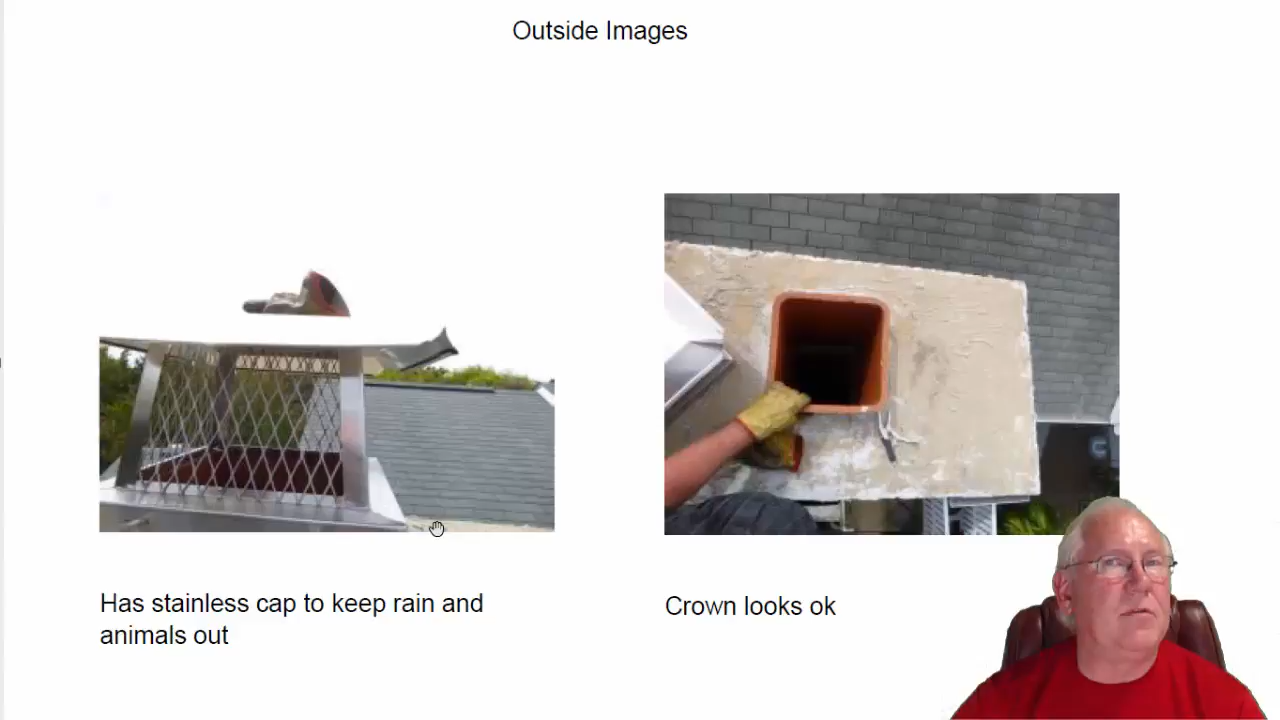 Outside Images
Has stainless cap to keep rain and
animals out
Crown looks ok